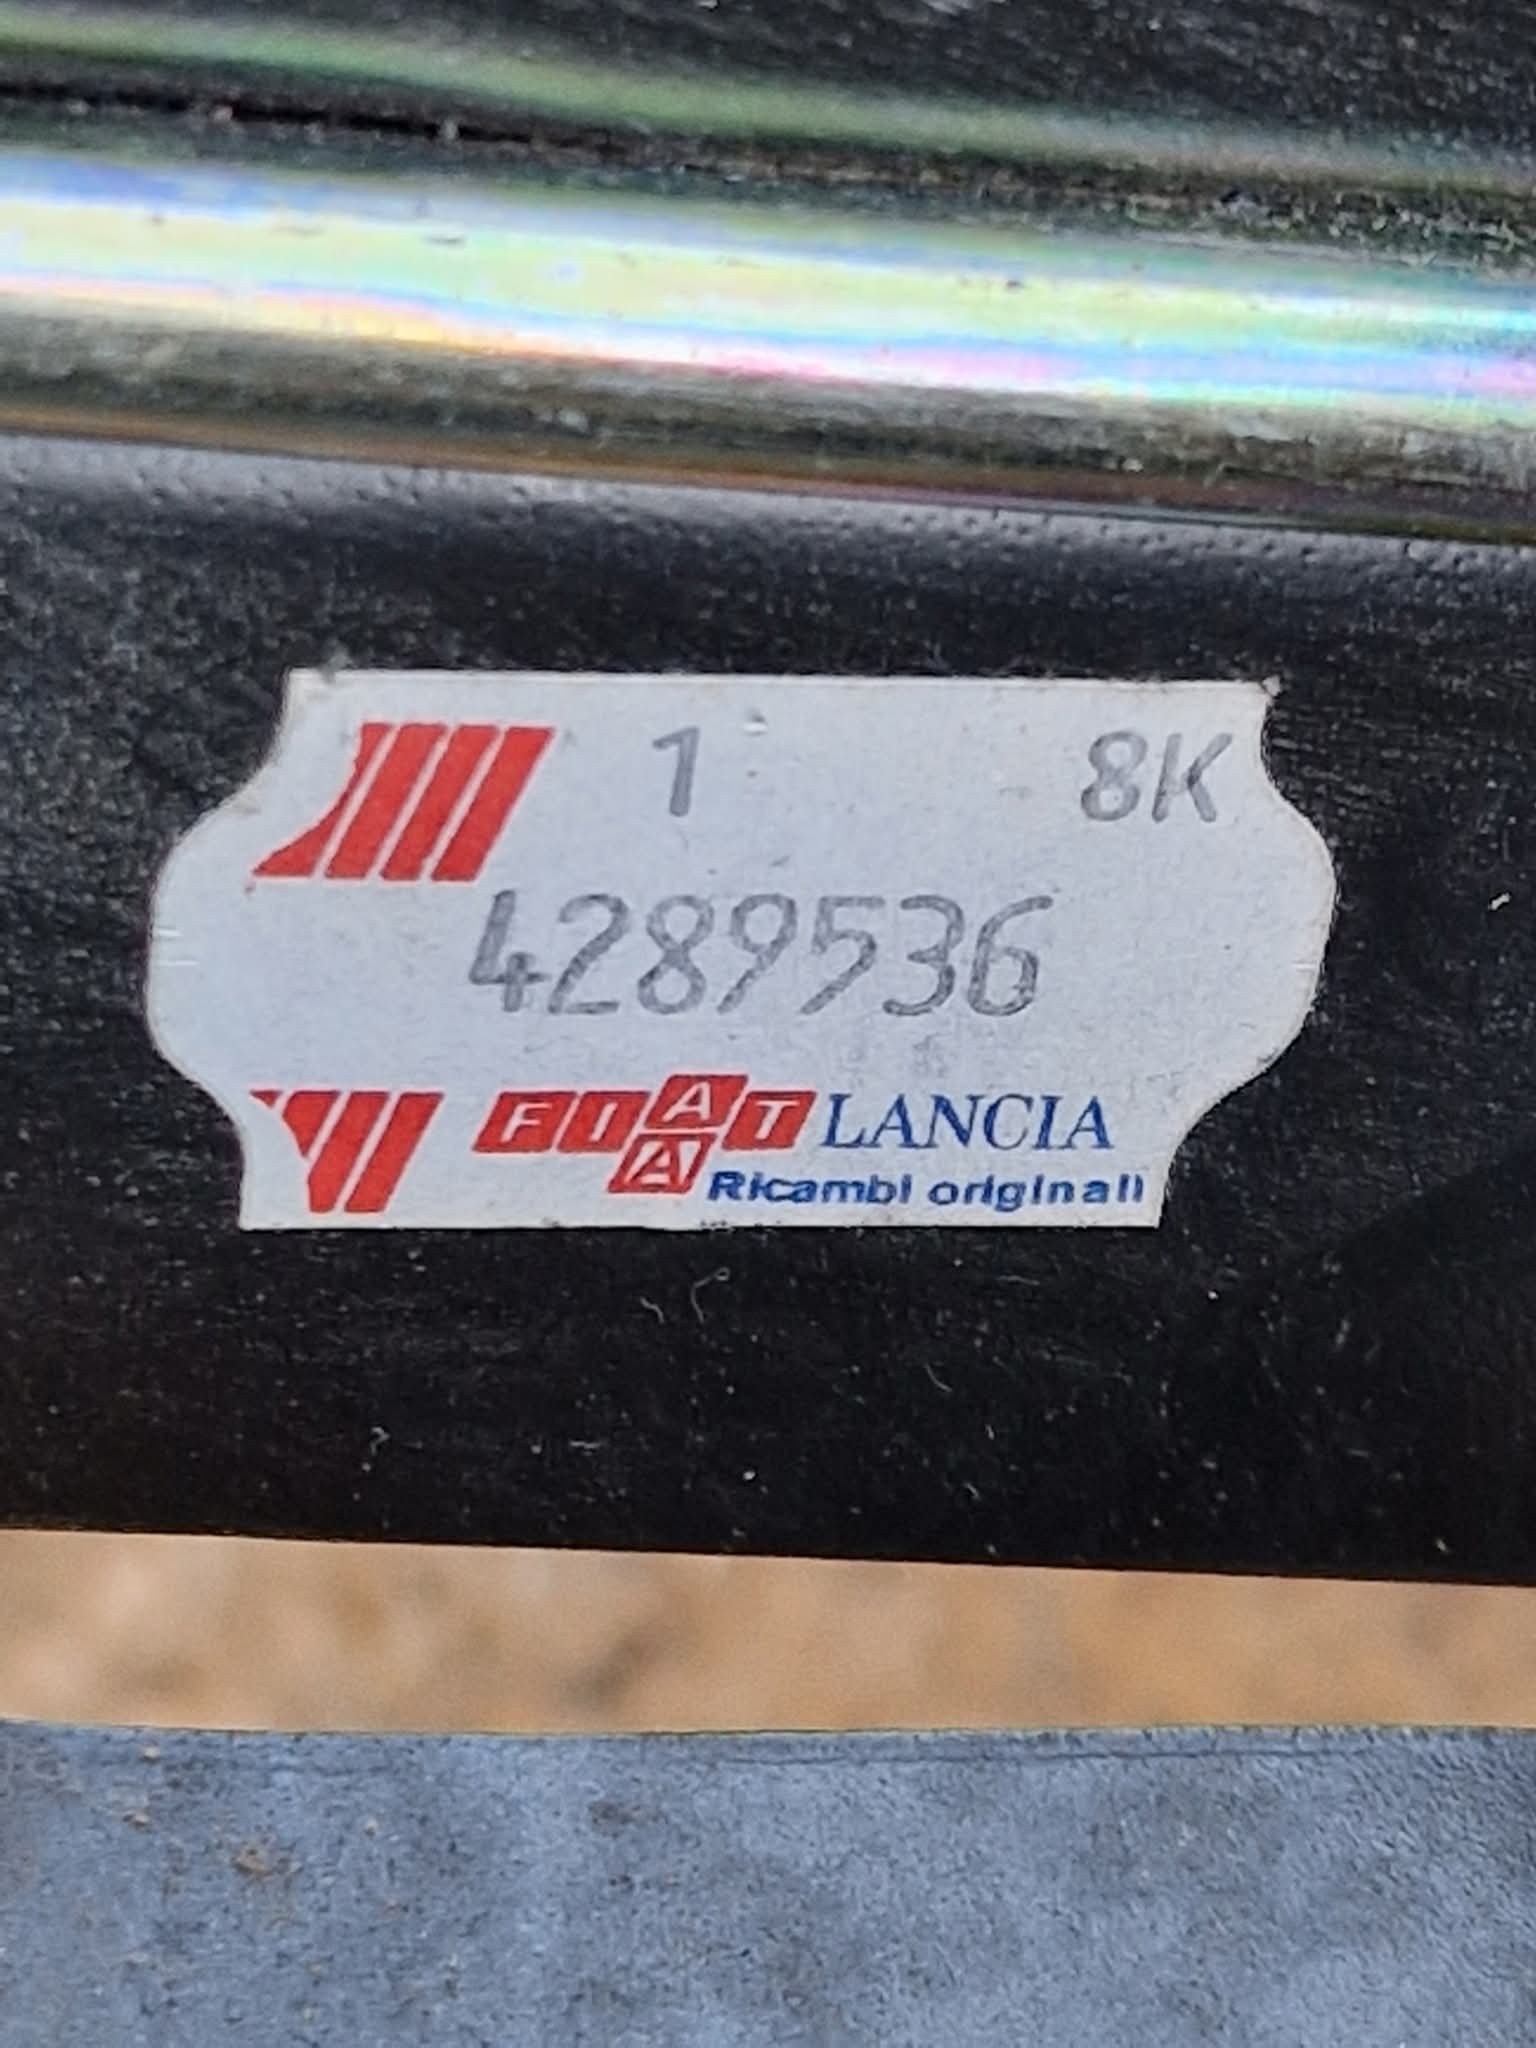 1 8K
4289536
FIAT LANCIA
A Ricambi originali